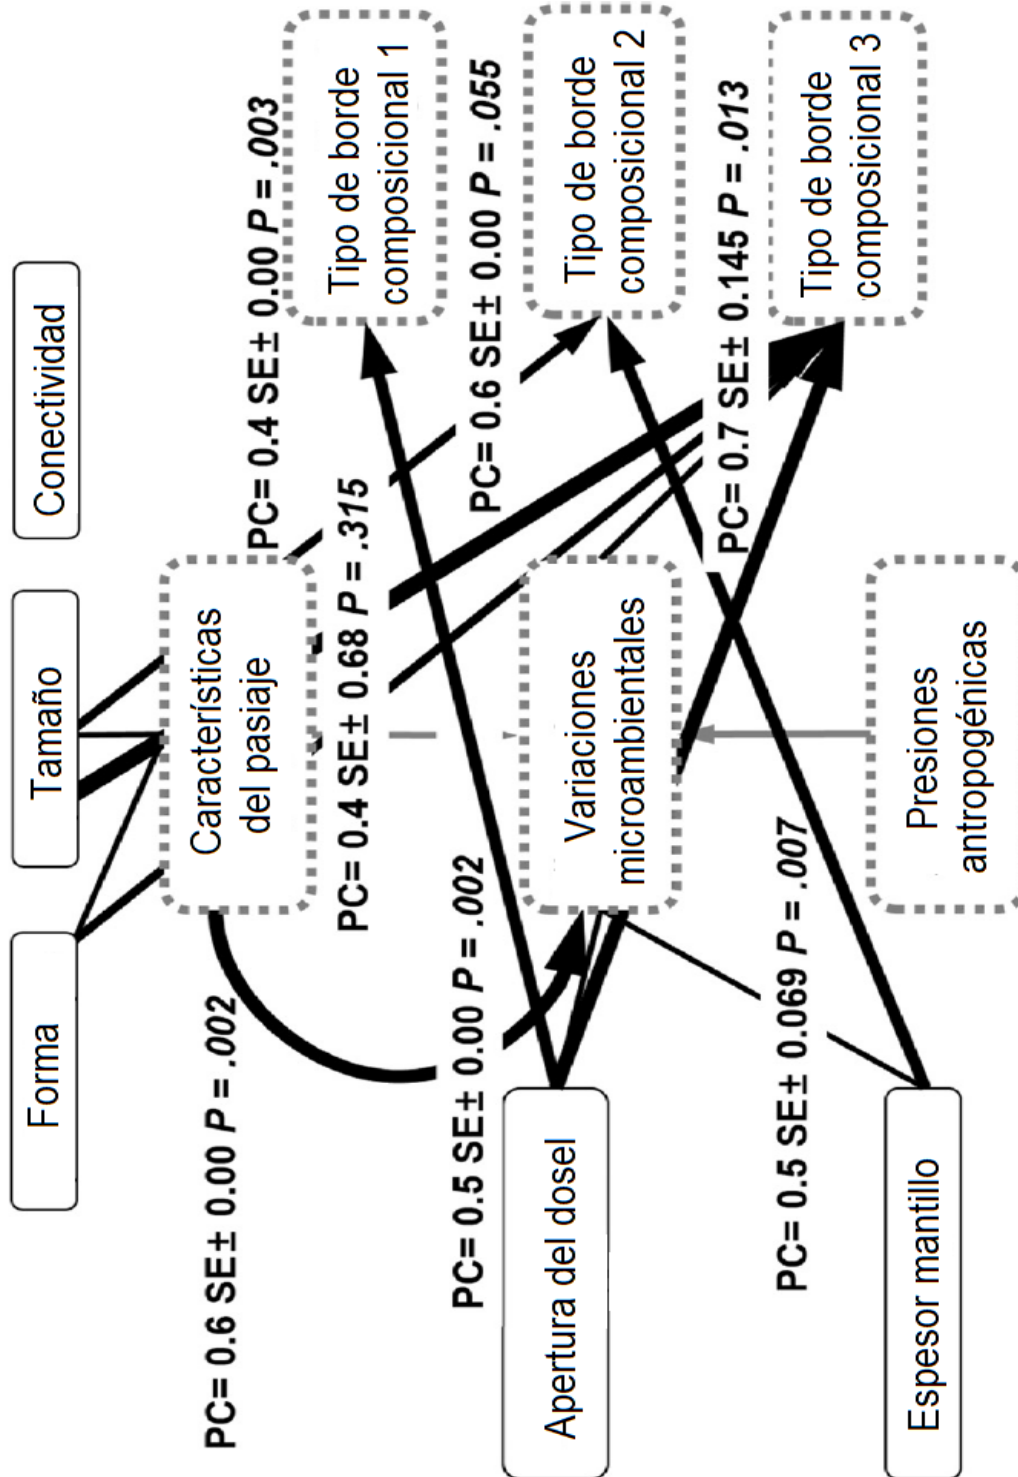 Forma
Tamaño
Conectividad
PC= 0.6 SE± 0.00 P = .002
Características
del pasiaje
PC= 0.4 SE± 0.00 P = .003
PC= 0.4 SE± 0.68 P = .315
Tipo de borde
composicional 1
PC= 0.5 SE± 0.00 P = .002
PC= 0.6 SE± 0.00 P = .055
Apertura del dosel
Variaciones
microambientales
Tipo de borde
composicional 2
PC= 0.7 SE± 0.145 P = .013
PC= 0.5 SE± 0.069 P = .007
Tipo de borde
composicional 3
Espesor mantillo
Presiones
antropogénicas